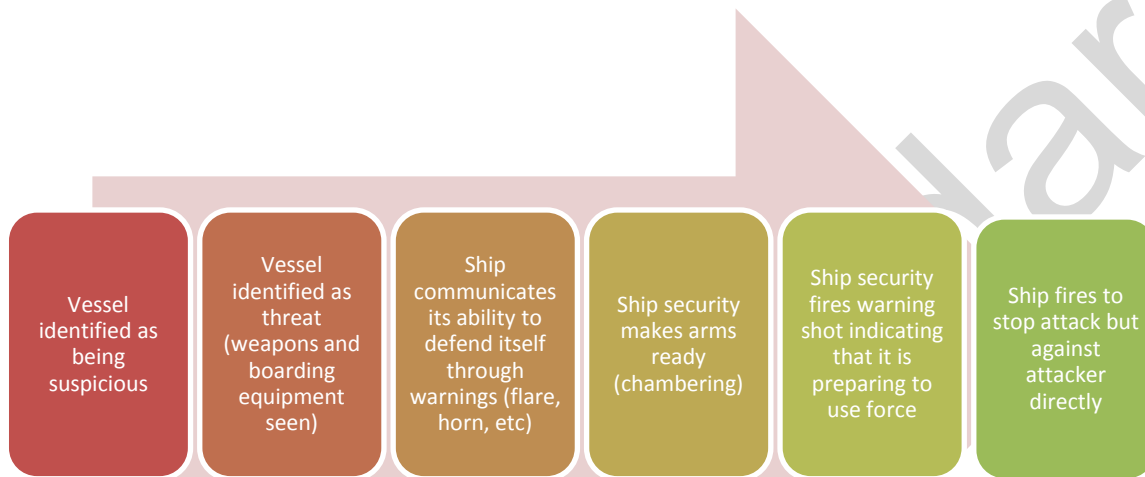 Vessel
identified as
being
suspicious
Vessel
identified as
threat
(weapons and
boarding
equipment
seen)
Ship
communicates
its ability to
defend itself
through
warnings (flare,
horn, etc)
Ship security
makes arms
ready
(chambering)
Ship security
fires warning
shot indicating
that it is
preparing to
use force
Ship fires to
stop attack but
against
attacker
directly